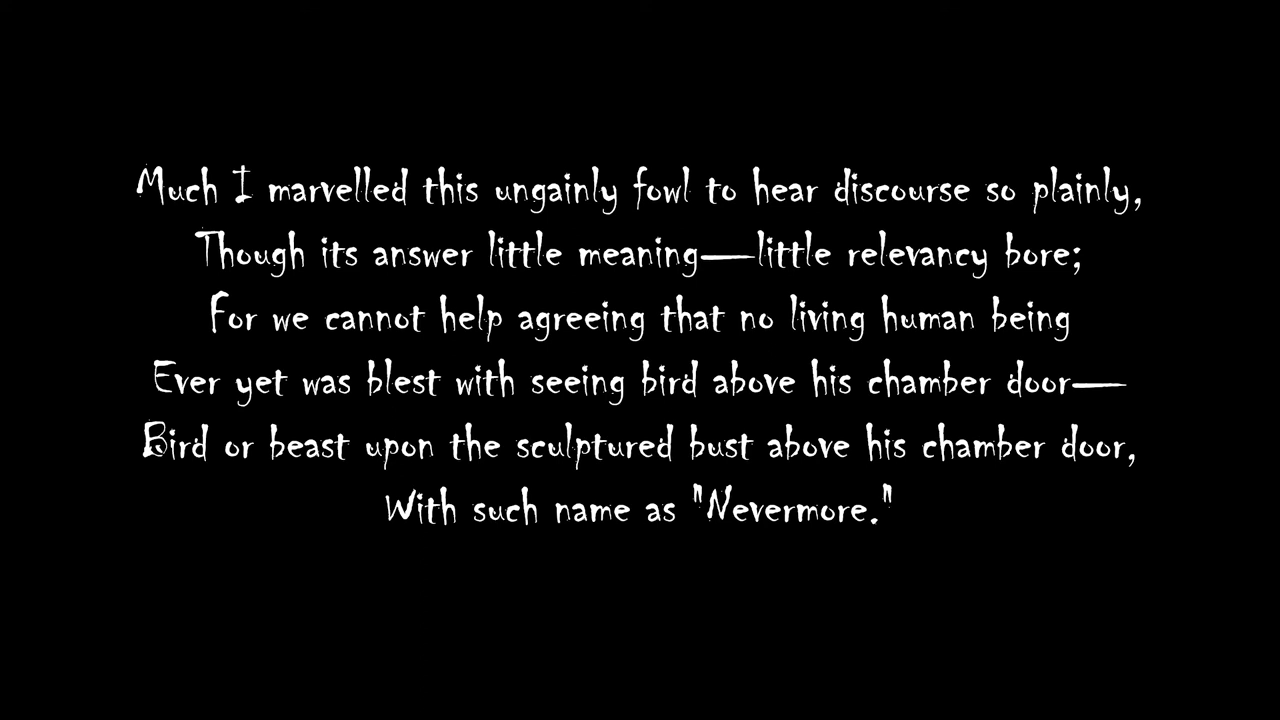 Much I marvelled this ungainly fowl to hear discourse so plainly,
Though its answer little meaning—little relevancy bore;
For we cannot help agreeing that no living human being
Ever yet was blest with seeing bird above his chamber door—
Bird or beast upon the sculptured bust above his chamber door,
With such name as "Nevermore."